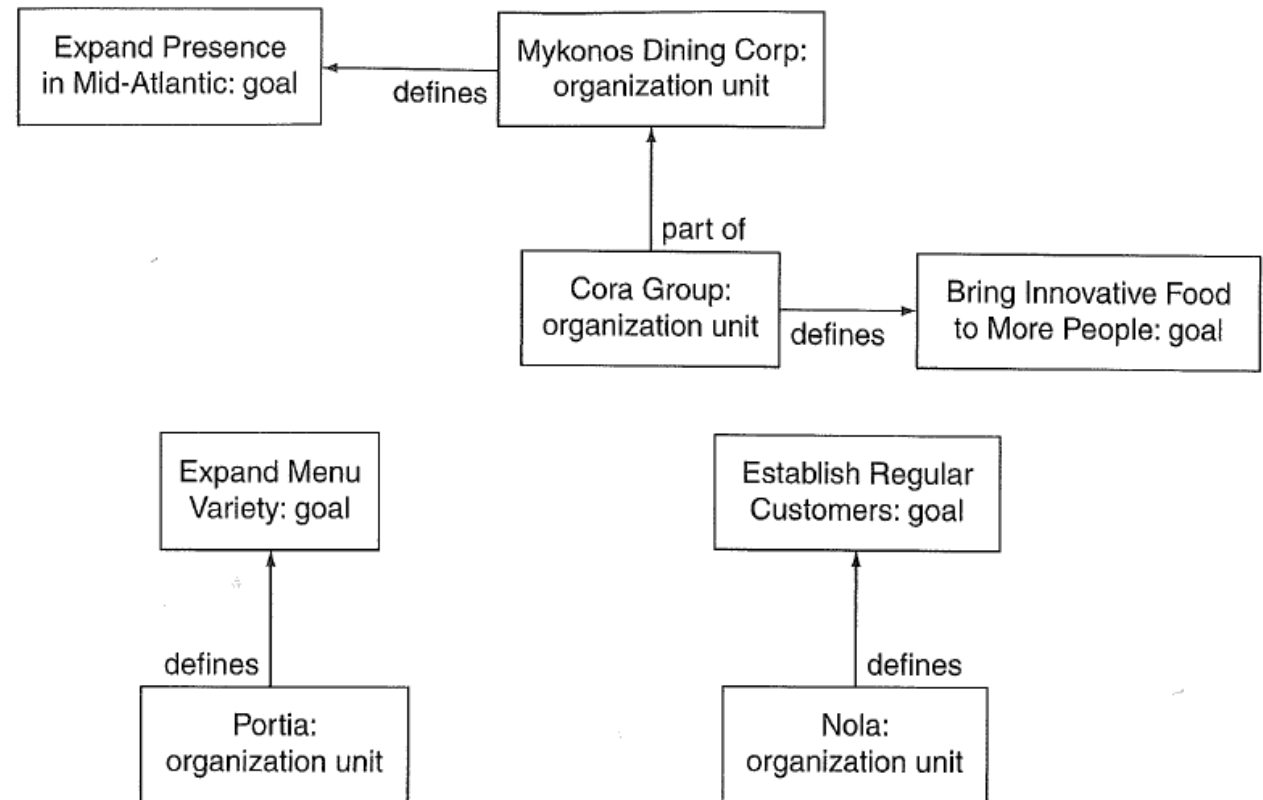 Expand Presence
in Mid-Atlantic: goal
defines
Mykonos Dining Corp:
organization unit
part of
Cora Group:
organization unit
defines
Bring Innovative Food
to More People: goal
Expand Menu
Variety: goal
defines
Portia:
organization unit
Establish Regular
Customers: goal
defines
Nola:
organization unit